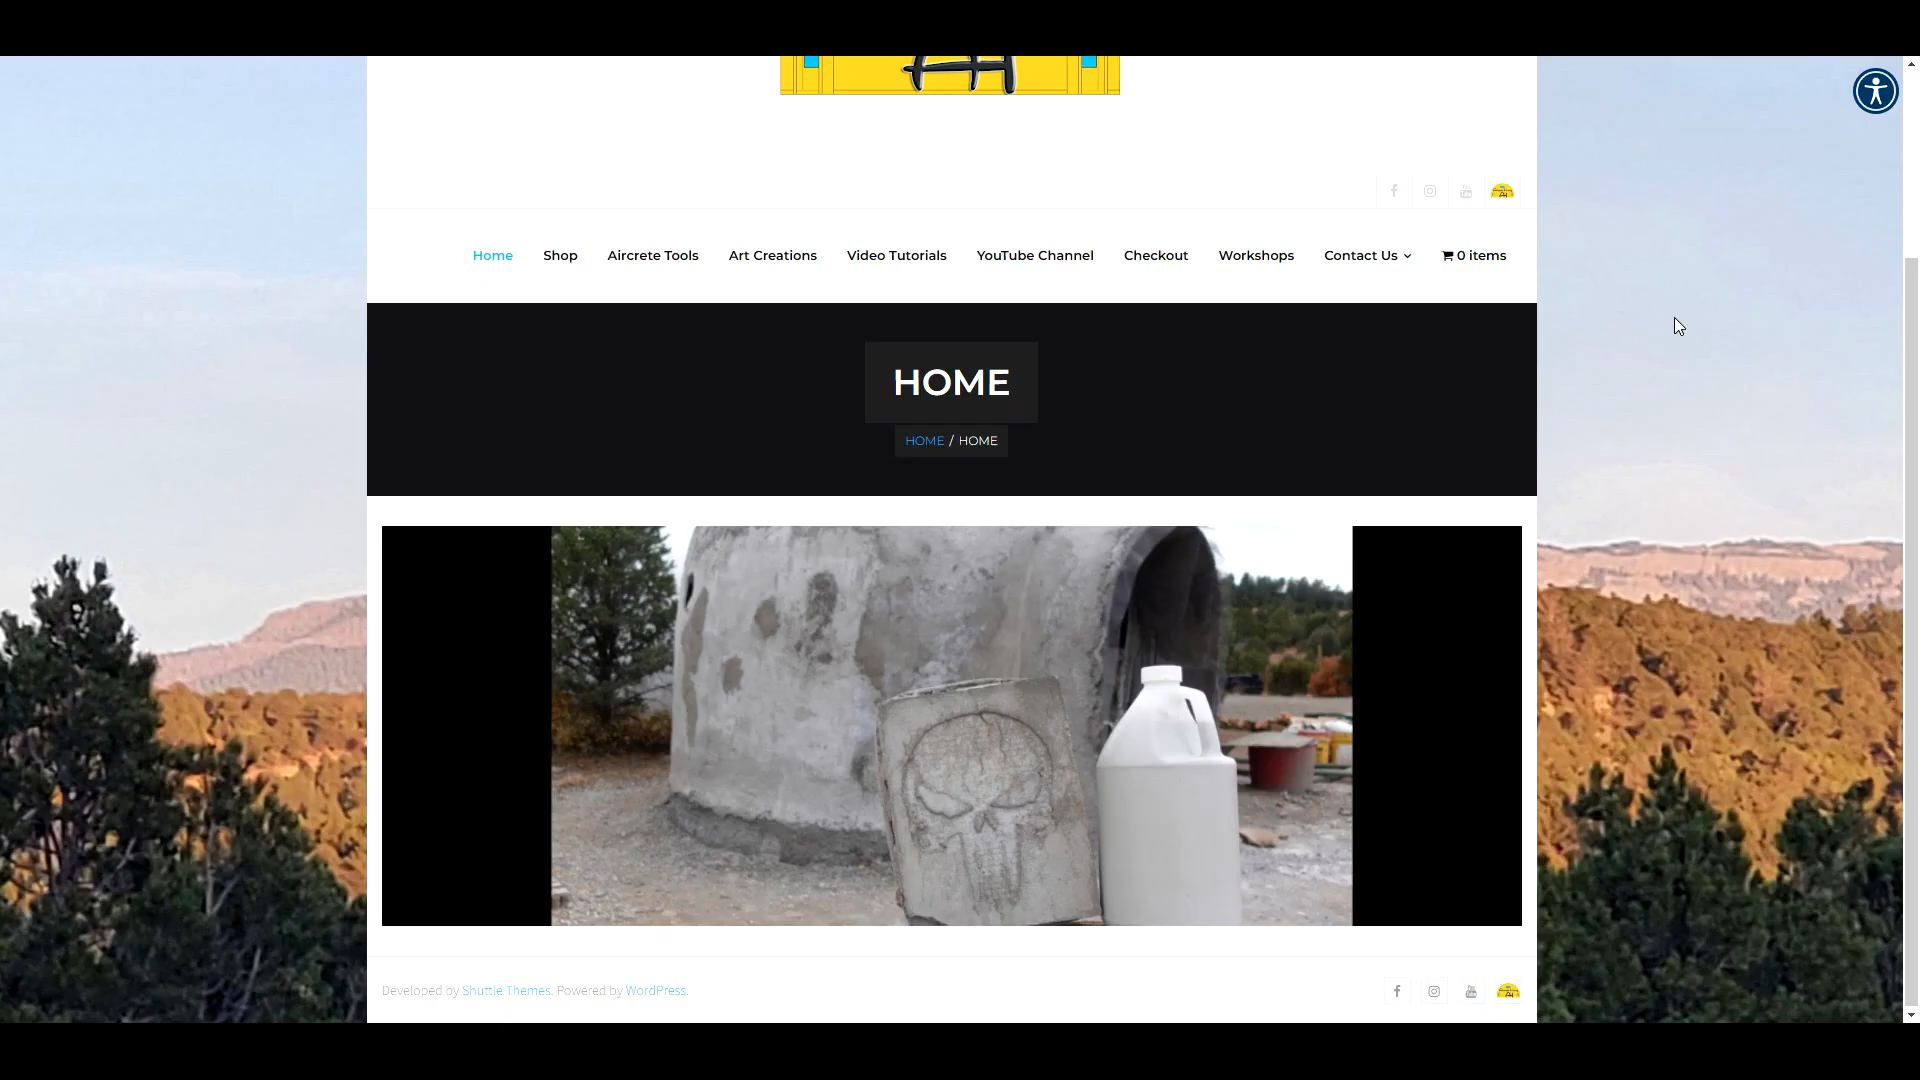 Home Shop Aircrete Tools Art Creations Video Tutorials YouTube Channel Checkout Workshops Contact Us 0 items
HOME
HOME / HOME
Developed by Shuttle Themes. Powered by WordPress.